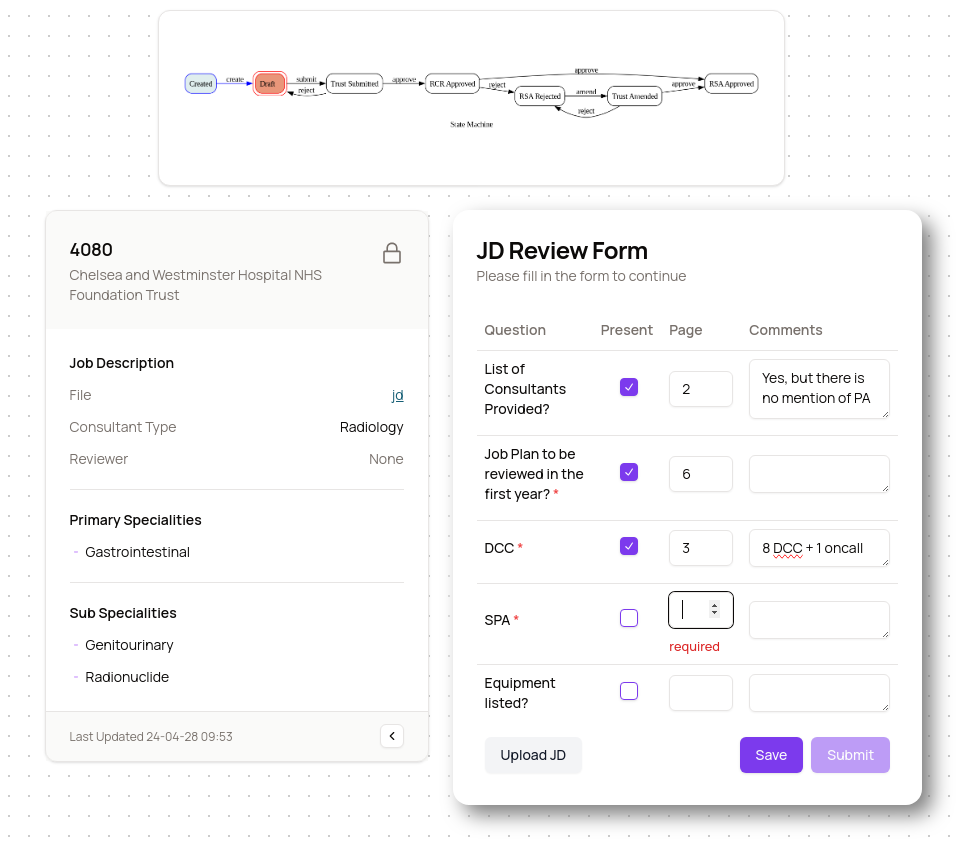 approve
Created
create
Draft
submit
reject
Trust Submitted
approve
RCR Approved
reject
RSA Rejected
amend
reject
Trust Amended
approve
RSA Approved
State Machine
4080
Chelsea and Westminster Hospital NHS
Foundation Trust
Job Description
File jd
Consultant Type Radiology
Reviewer None
Primary Specialities
- Gastrointestinal
Sub Specialities
- Genitourinary
- Radionuclide
Last Updated 24-04-28 09:53
JD Review Form
Please fill in the form to continue
Question Present Page Comments
List of
Consultants
Provided?
2
Yes, but there is
no mention of PA
Job Plan to be
reviewed in the
first year? *
6
DCC * 3 8 DCC + 1 oncall
SPA *
required
Equipment
listed?
Upload JD Save Submit